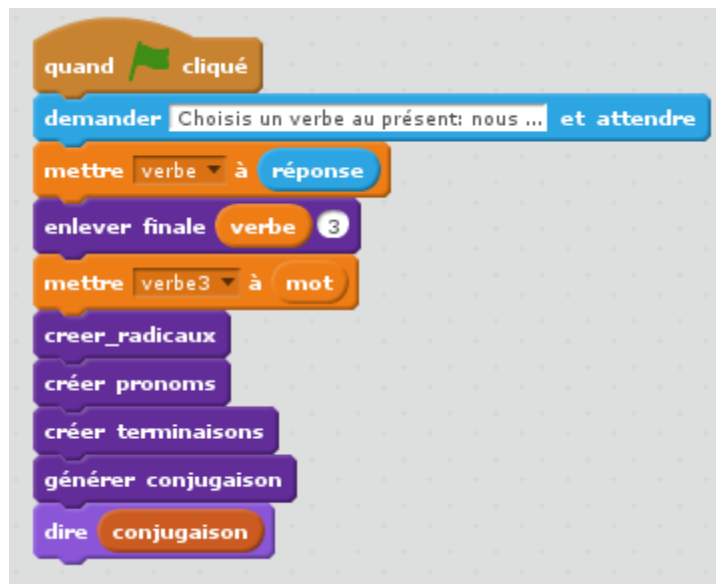 quand cliqué
demander Choisis un verbe au présent: nous ... et attendre
mettre verbe à réponse
enlever finale verbe 3
mettre verbe3 à mot
creer_radicaux
créer pronoms
créer terminaisons
générer conjugaison
dire conjugaison